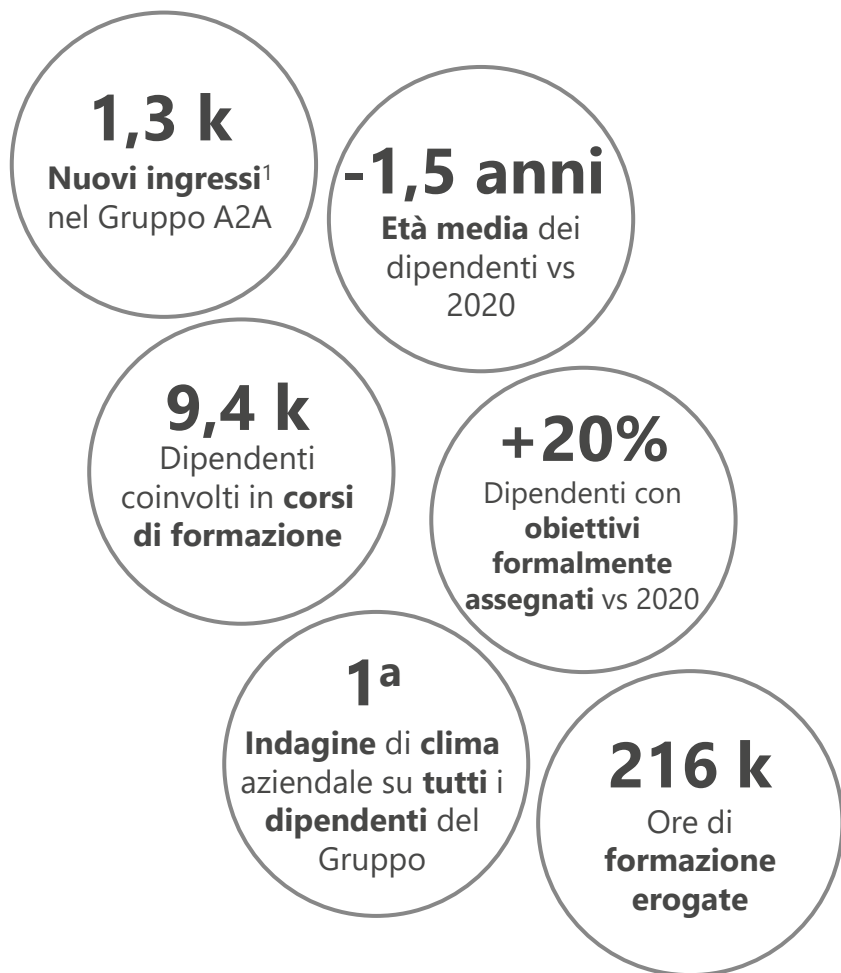 1,3 k
Nuovi ingressi¹
nel Gruppo A2A
-1,5 anni
Età media dei
dipendenti vs
2020
9,4 k
Dipendenti
coinvolti in corsi
di formazione
+20%
Dipendenti con
obiettivi
formalmente
assegnati vs 2020
1ª
Indagine di clima
aziendale su tutti i
dipendenti del
Gruppo
216 k
Ore di
formazione
erogate